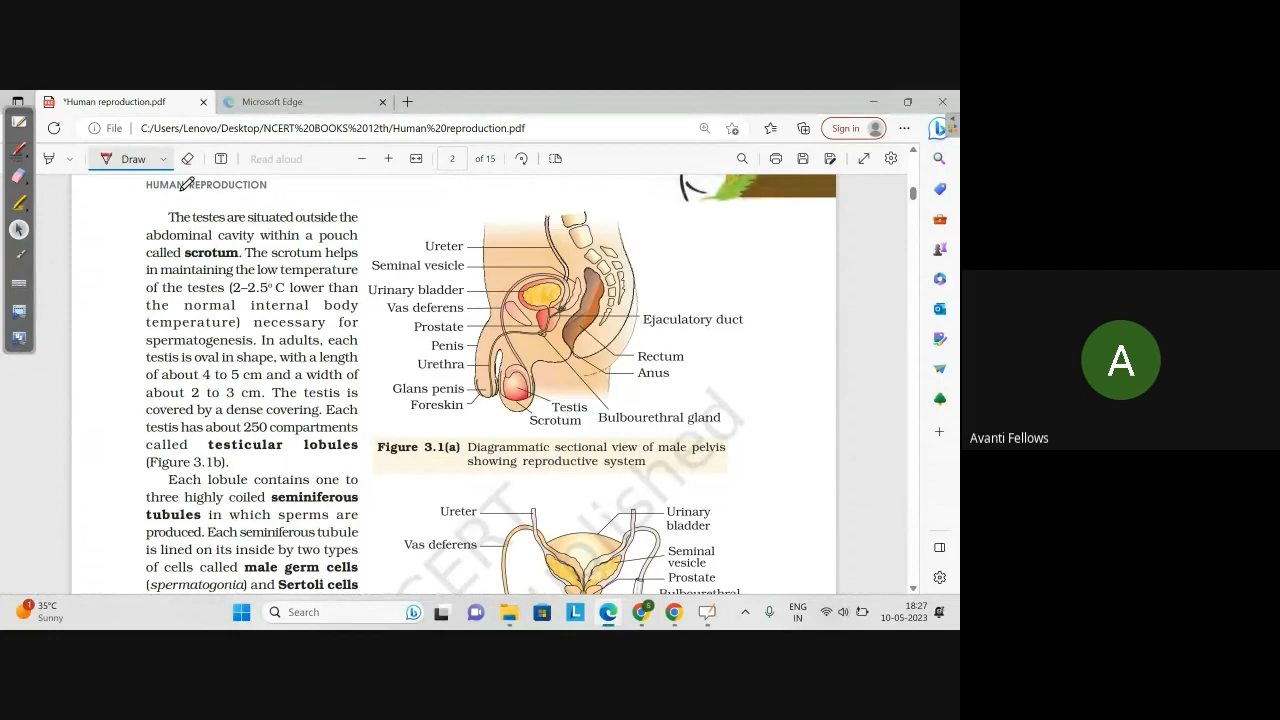 *Human reproduction.pdf
Microsoft Edge
File
C:/Users/Lenovo/Desktop/NCERT%20BOOKS%2012th/Human%20reproduction.pdf
Sign in
Draw
Read aloud
2
of 15
HUMAN REPRODUCTION
The testes are situated outside the
abdominal cavity within a pouch
called scrotum. The scrotum helps
in maintaining the low temperature
of the testes (2–2.5° C lower than
the normal internal body
temperature) necessary for
spermatogenesis. In adults, each
testis is oval in shape, with a length
of about 4 to 5 cm and a width of
about 2 to 3 cm. The testis is
covered by a dense covering. Each
testis has about 250 compartments
called testicular lobules
(Figure 3.1b).
Each lobule contains one to
three highly coiled seminiferous
tubules in which sperms are
produced. Each seminiferous tubule
is lined on its inside by two types
of cells called male germ cells
(spermatogonia) and Sertoli cells
Ureter
Seminal vesicle
Urinary bladder
Vas deferens
Prostate
Penis
Urethra
Glans penis
Foreskin
Ejaculatory duct
Rectum
Anus
Testis
Scrotum
Bulbourethral gland
Figure 3.1(a) Diagrammatic sectional view of male pelvis
showing reproductive system
Ureter
Vas deferens
Urinary
bladder
Seminal
vesicle
Prostate
Bulbourethral
A
Avanti Fellows
1
35°C
Sunny
Search
ENG
IN
18:27
10-05-2023